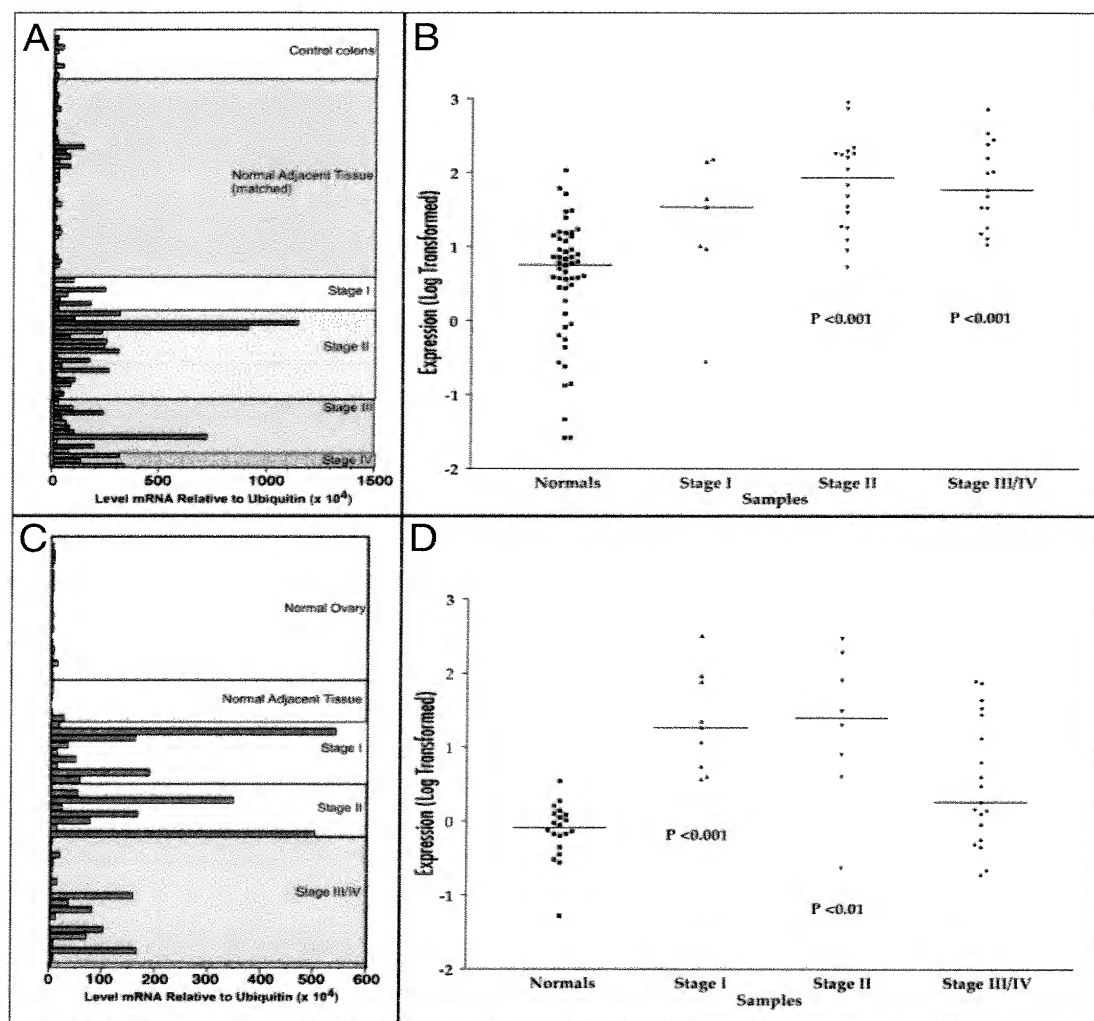 A
Control colons
Normal Adjacent Tissue
(matched)
Stage I
Stage II
Stage III
Stage IV
0 500 1000 1500
Level mRNA Relative to Ubiquitin (x 10⁴)
B
Expression (Log Transformed)
3
2
1
0
-1
-2
P <0.001
P <0.001
Normals Stage I Stage II Stage III/IV
Samples
C
Normal Ovary
Normal Adjacent Tissue
Stage I
Stage II
Stage III/IV
0 100 200 300 400 500 600
Level mRNA Relative to Ubiquitin (x 10⁴)
D
Expression (Log Transformed)
3
2
1
0
-1
-2
P <0.001
P <0.01
Normals Stage I Stage II Stage III/IV
Samples